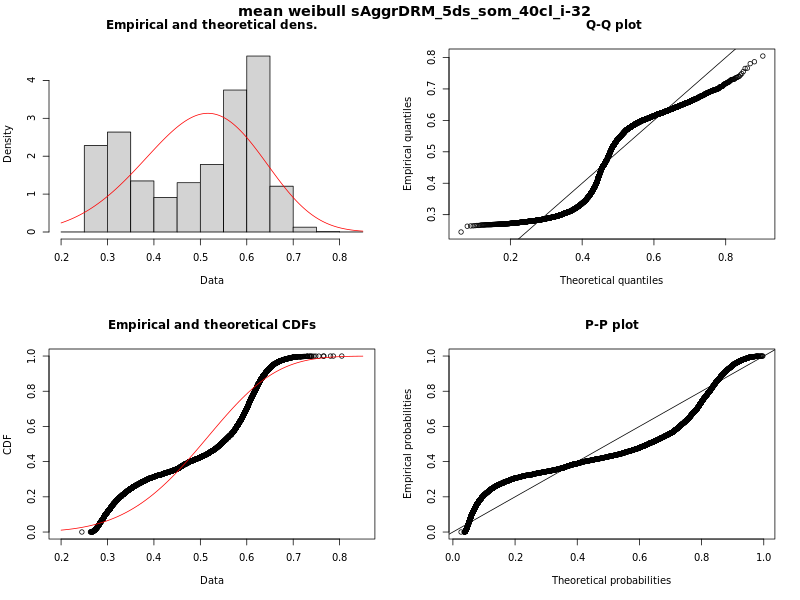 mean weibull sAggrDRM_5ds_som_40cl_i-32
Empirical and theoretical dens.
Density
0 1 2 3 4
0.2 0.3 0.4 0.5 0.6 0.7 0.8
Data
Q-Q plot
Empirical quantiles
0.3 0.4 0.5 0.6 0.7 0.8
0.2 0.4 0.6 0.8
Theoretical quantiles
Empirical and theoretical CDFs
CDF
0.0 0.2 0.4 0.6 0.8 1.0
0.2 0.3 0.4 0.5 0.6 0.7 0.8
Data
P-P plot
Empirical probabilities
0.0 0.2 0.4 0.6 0.8 1.0
0.0 0.2 0.4 0.6 0.8 1.0
Theoretical probabilities